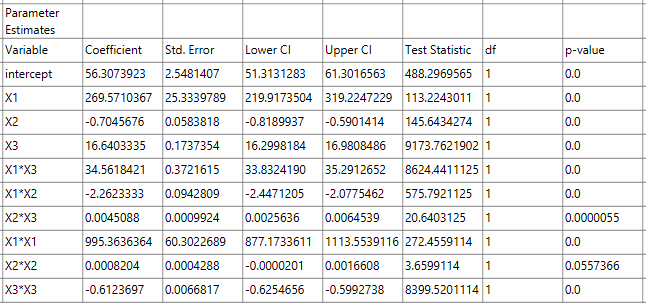 Parameter
Estimates
Variable Coefficient Std. Error Lower CI Upper CI Test Statistic df p-value
intercept 56.3073923 2.5481407 51.3131283 61.3016563 488.2969565 1 0.0
X1 269.5710367 25.3339789 219.9173504 319.2247229 113.2243011 1 0.0
X2 -0.7045676 0.0583818 -0.8189937 -0.5901414 145.6434274 1 0.0
X3 16.6403335 0.1737354 16.2998184 16.9808486 9173.7621902 1 0.0
X1*X3 34.5618421 0.3721615 33.8324190 35.2912652 8624.4411125 1 0.0
X1*X2 -2.2623333 0.0942809 -2.4471205 -2.0775462 575.7921125 1 0.0
X2*X3 0.0045088 0.0009924 0.0025636 0.0064539 20.6403125 1 0.0000055
X1*X1 995.3636364 60.3022689 877.1733611 1113.5539116 272.4559114 1 0.0
X2*X2 0.0008204 0.0004288 -0.0000201 0.0016608 3.6599114 1 0.0557366
X3*X3 -0.6123697 0.0066817 -0.6254656 -0.5992738 8399.5201114 1 0.0